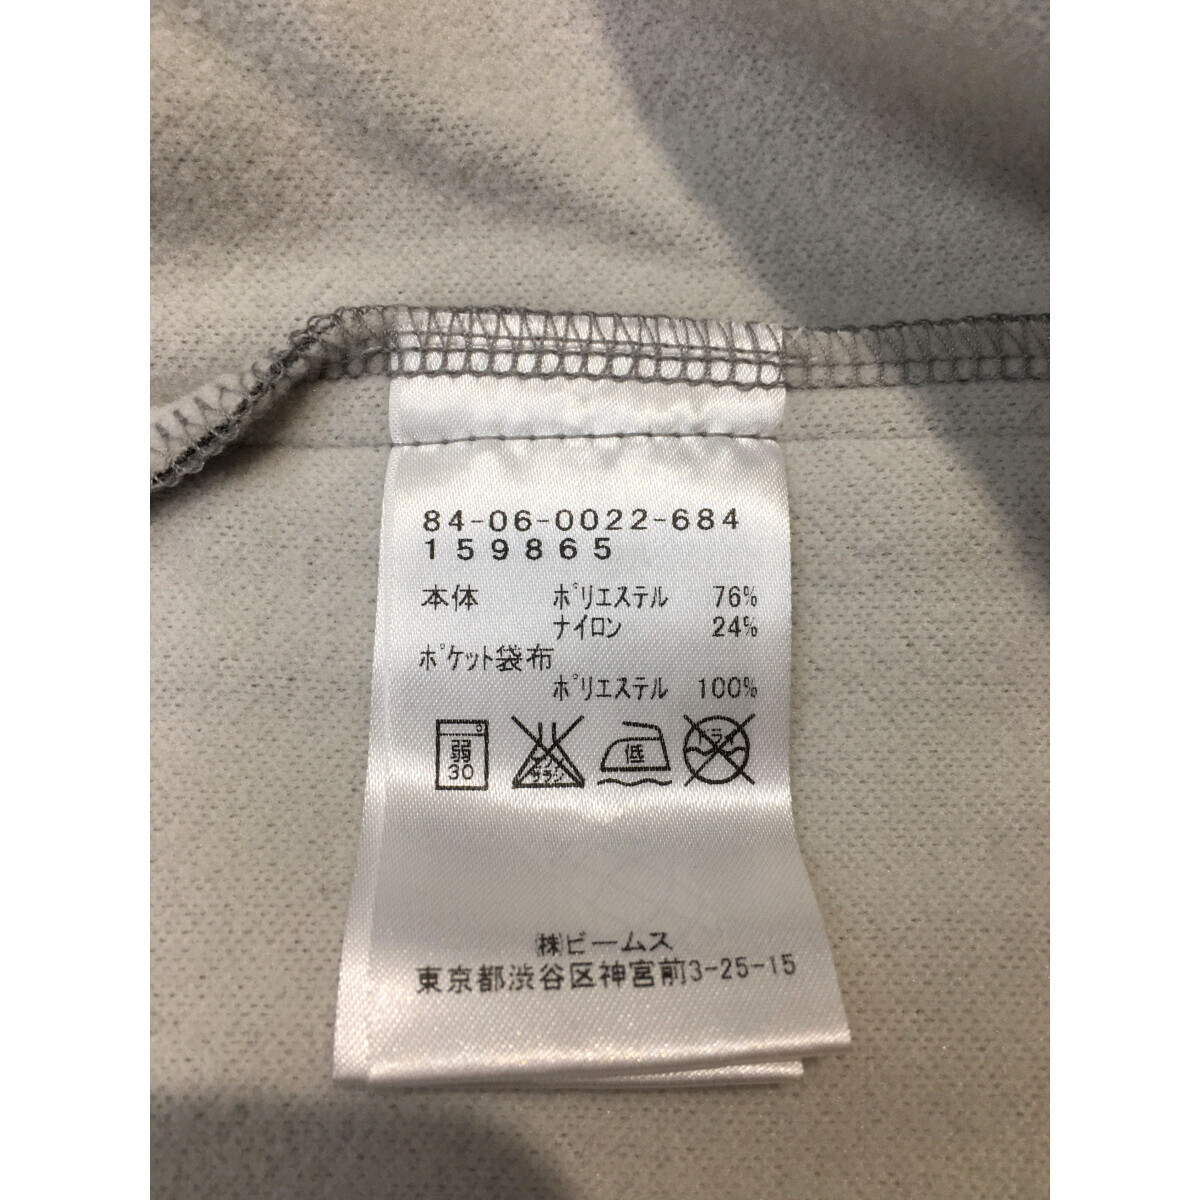 84-06-0022-684
159865
本体 ポリエステル 76%
ナイロン 24%
ポケット袋布
ポリエステル 100%
弱 30 低
㈱ビームス
東京都渋谷区神宮前3-25-15